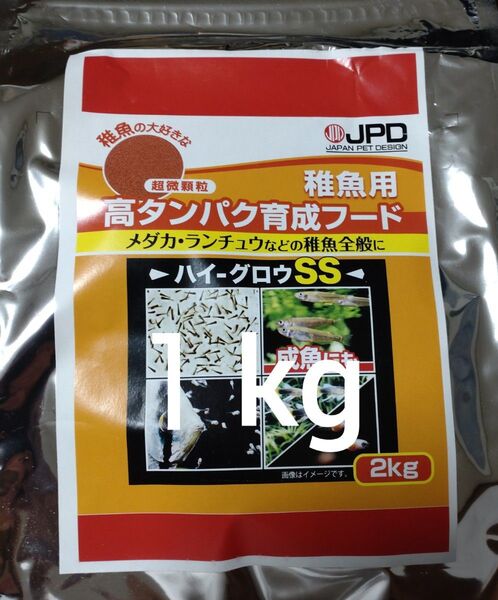 稚魚の大好きな
超微顆粒
JPD
JAPAN PET DESIGN
稚魚用
高タンパク育成フード
メダカ・ランチュウなどの稚魚全般に
ハイ-グロウSS
成魚にも
1kg
画像はイメージです。
2kg